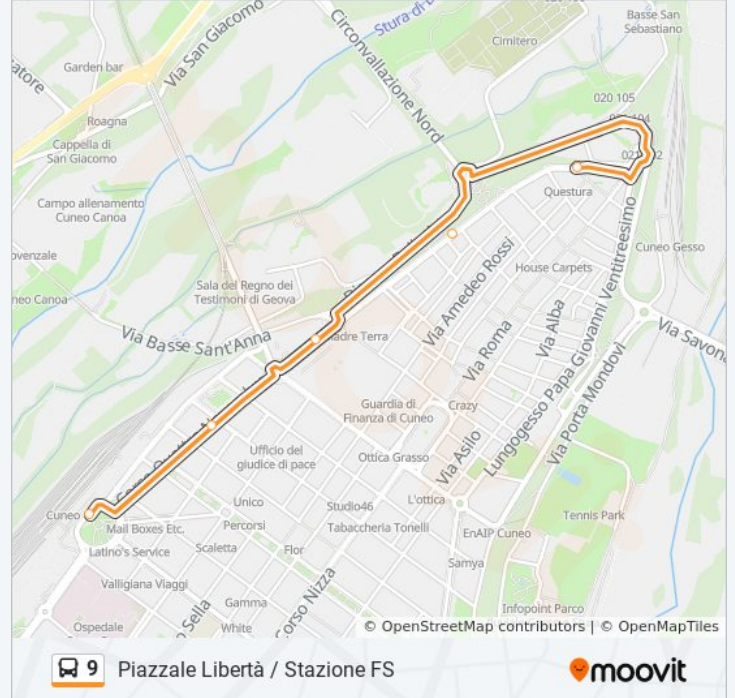 Basse San
Sebastiano
Stura di
Via San Giacomo
Circonvallazione Nord
Cimitero
Garden bar
Roagna
Cappella di
San Giacomo
020 105
Questura
Campo allenamento
Cuneo Canoa
Cuneo Gesso
House Carpets
Via Amedeo Rossi
Via Alba
Via Roma
Lungogesso Papa Giovanni Ventitreesimo
Via Porta Mondovì
Via Savona
Sala del Regno dei
Testimoni di Geova
neo Canoa
Via Basse Sant'Anna
Madre Terra
Guardia di
Finanza di Cuneo
Crazy
Via Asilo
Ufficio del
giudice di pace
Ottica Grasso
L'ottica
Unico
Studio46
Cuneo
Mail Boxes Etc.
Percorsi
Tabaccheria Tonelli
EnAIP Cuneo
Tennis Park
Latino's Service
Scaletta
Flor
Samya
Valligiana Viaggi
Gamma
White
Corso Nizza
Infopoint Parco
Ospedale
Sella
© OpenStreetMap contributors | © OpenMapTiles
9 Piazzale Libertà / Stazione FS
moovit